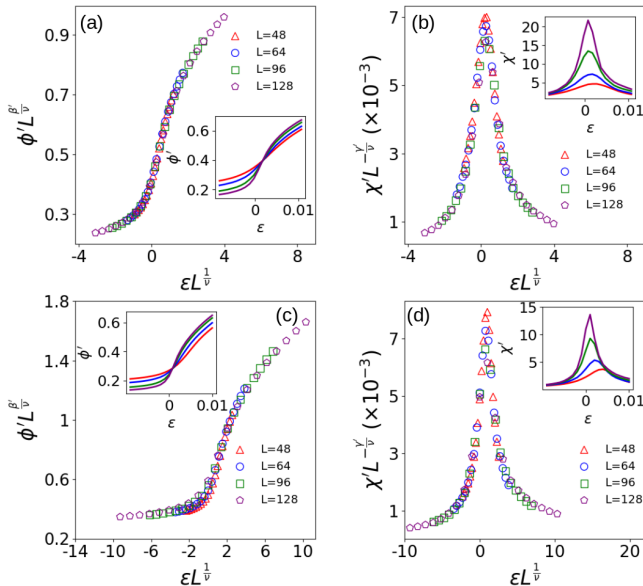 (a)
0.9
0.7
0.5
0.3
ϕ′L^{β′/ν}
△ L=48
○ L=64
□ L=96
⬠ L=128
ϕ′
0.6
0.4
0.2
0 0.01
ε
-4 0 4 8
εL^{1/ν}
(b)
7
5
3
1
χ′L^{-γ′/ν} (×10⁻³)
χ′
20
15
10
5
0 0.01
ε
△ L=48
○ L=64
□ L=96
⬠ L=128
-4 0 4 8
εL^{1/ν}
(c)
1.8
1.4
1
0.6
0.2
ϕ′L^{β′/ν}
ϕ′
0.6
0.4
0.2
0 0.01
ε
△ L=48
○ L=64
□ L=96
⬠ L=128
-14 -10 -6 -2 2 6 10
εL^{1/ν}
(d)
7
5
3
1
χ′L^{-γ′/ν} (×10⁻³)
χ′
15
10
5
0 0.01
ε
△ L=48
○ L=64
□ L=96
⬠ L=128
-10 0 10 20
εL^{1/ν}